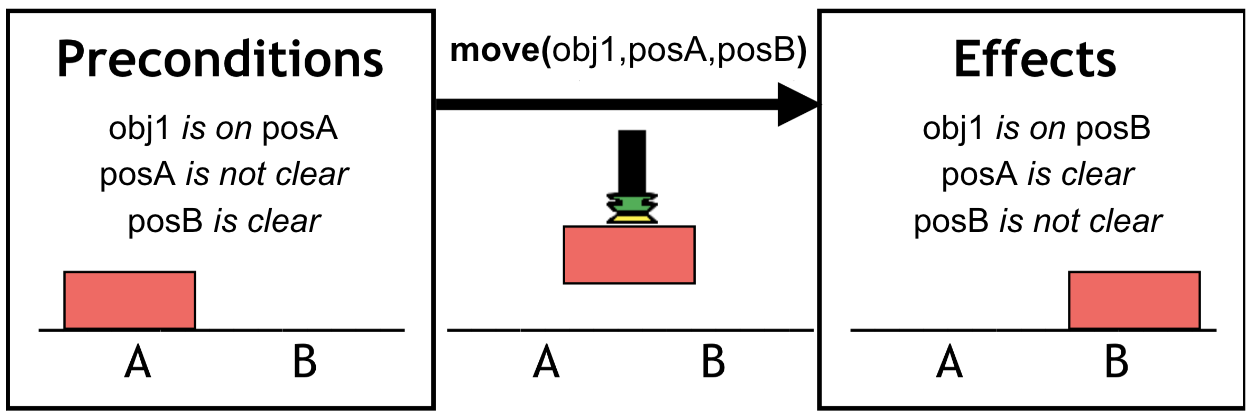 Preconditions
obj1 is on posA
posA is not clear
posB is clear
A B
move(obj1,posA,posB)
A B
Effects
obj1 is on posB
posA is clear
posB is not clear
A B